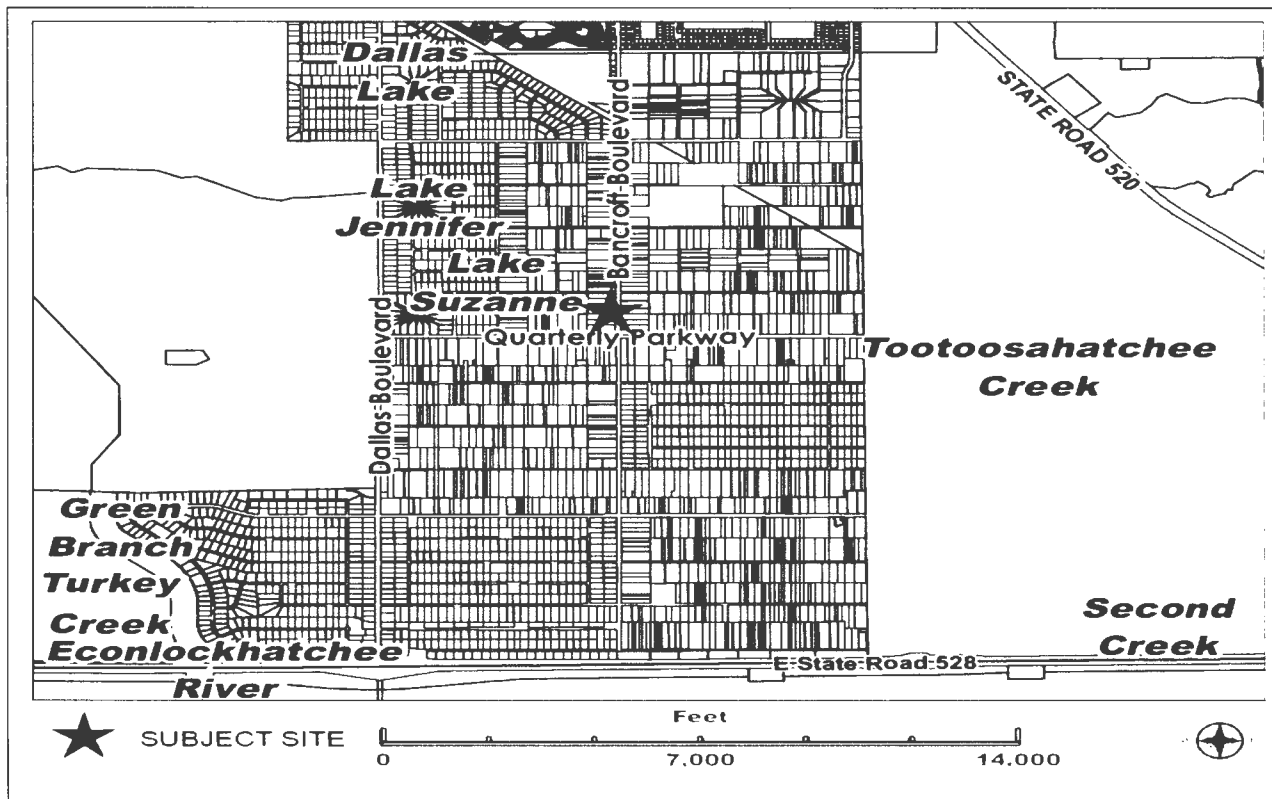 Dallas
Lake
STATE ROAD 520
Bancroft-Boulevard
Lake
Jennifer
Lake
Suzanne
Quarterly-Parkway
Tootoosahatchee
Creek
Dallas-Boulevard
Green
Branch
Turkey
Creek
Second
Creek
Econlockhatchee
River
E State Road 528
SUBJECT SITE
Feet
0
7,000
14,000